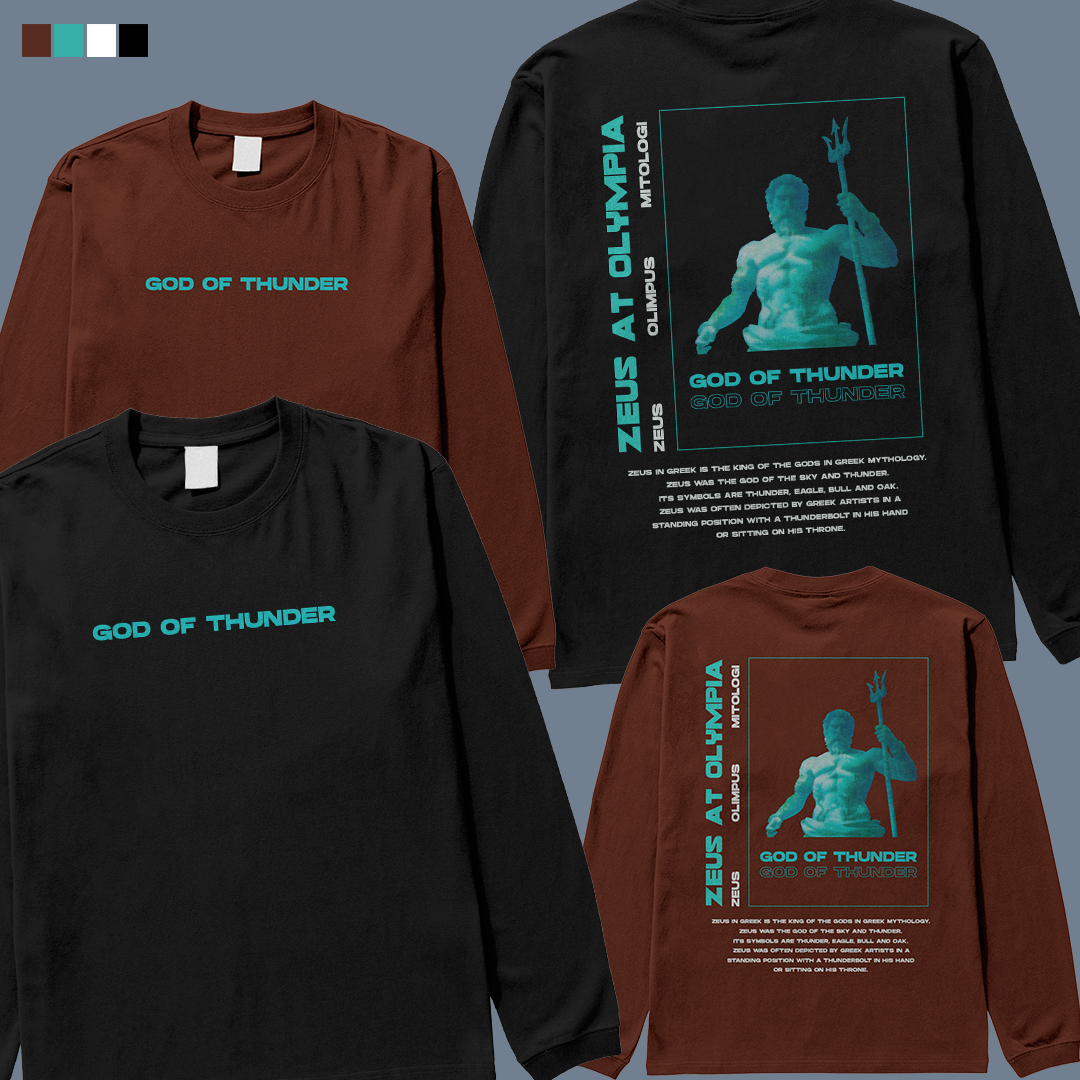 GOD OF THUNDER
GOD OF THUNDER
ZEUS AT OLYMPIA
ZEUS OLIMPUS MITOLOGI
GOD OF THUNDER
GOD OF THUNDER
ZEUS IN GREEK IS THE KING OF THE GODS IN GREEK MYTHOLOGY.
ZEUS WAS THE GOD OF THE SKY AND THUNDER.
ITS SYMBOLS ARE THUNDER, EAGLE, BULL AND OAK.
ZEUS WAS OFTEN DEPICTED BY GREEK ARTISTS IN A
STANDING POSITION WITH A THUNDERBOLT IN HIS HAND
OR SITTING ON HIS THRONE.
ZEUS AT OLYMPIA
ZEUS OLIMPUS MITOLOGI
GOD OF THUNDER
GOD OF THUNDER
ZEUS IN GREEK IS THE KING OF THE GODS IN GREEK MYTHOLOGY.
ZEUS WAS THE GOD OF THE SKY AND THUNDER.
ITS SYMBOLS ARE THUNDER, EAGLE, BULL AND OAK.
ZEUS WAS OFTEN DEPICTED BY GREEK ARTISTS IN A
STANDING POSITION WITH A THUNDERBOLT IN HIS HAND
OR SITTING ON HIS THRONE.